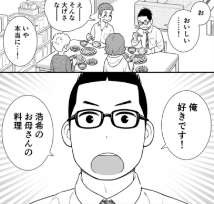 お
おいしい
………
えー
そんな
大げさ
な
いや
本当に…！
俺
好きです！
浩希の
お母さんの
料理